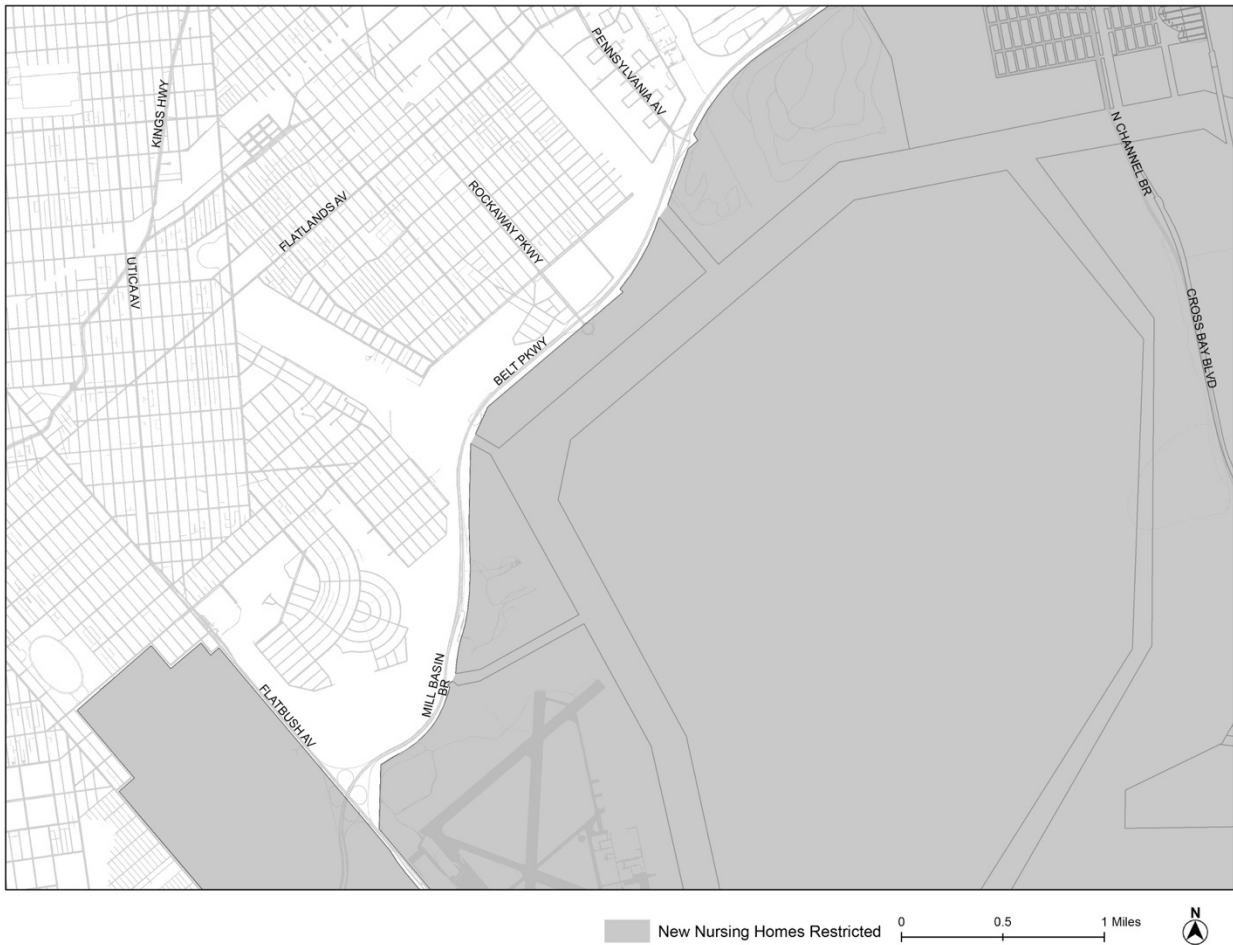 PENNSYLVANIA AV
KINGS HWY
N CHANNEL BR
ROCKAWAY PKWY
FLATLANDS AV
UTICA AV
CROSS BAY BLVD
BELT PKWY
MILL BASIN
BR
FLATBUSH AV
New Nursing Homes Restricted
0 0.5 1 Miles
N